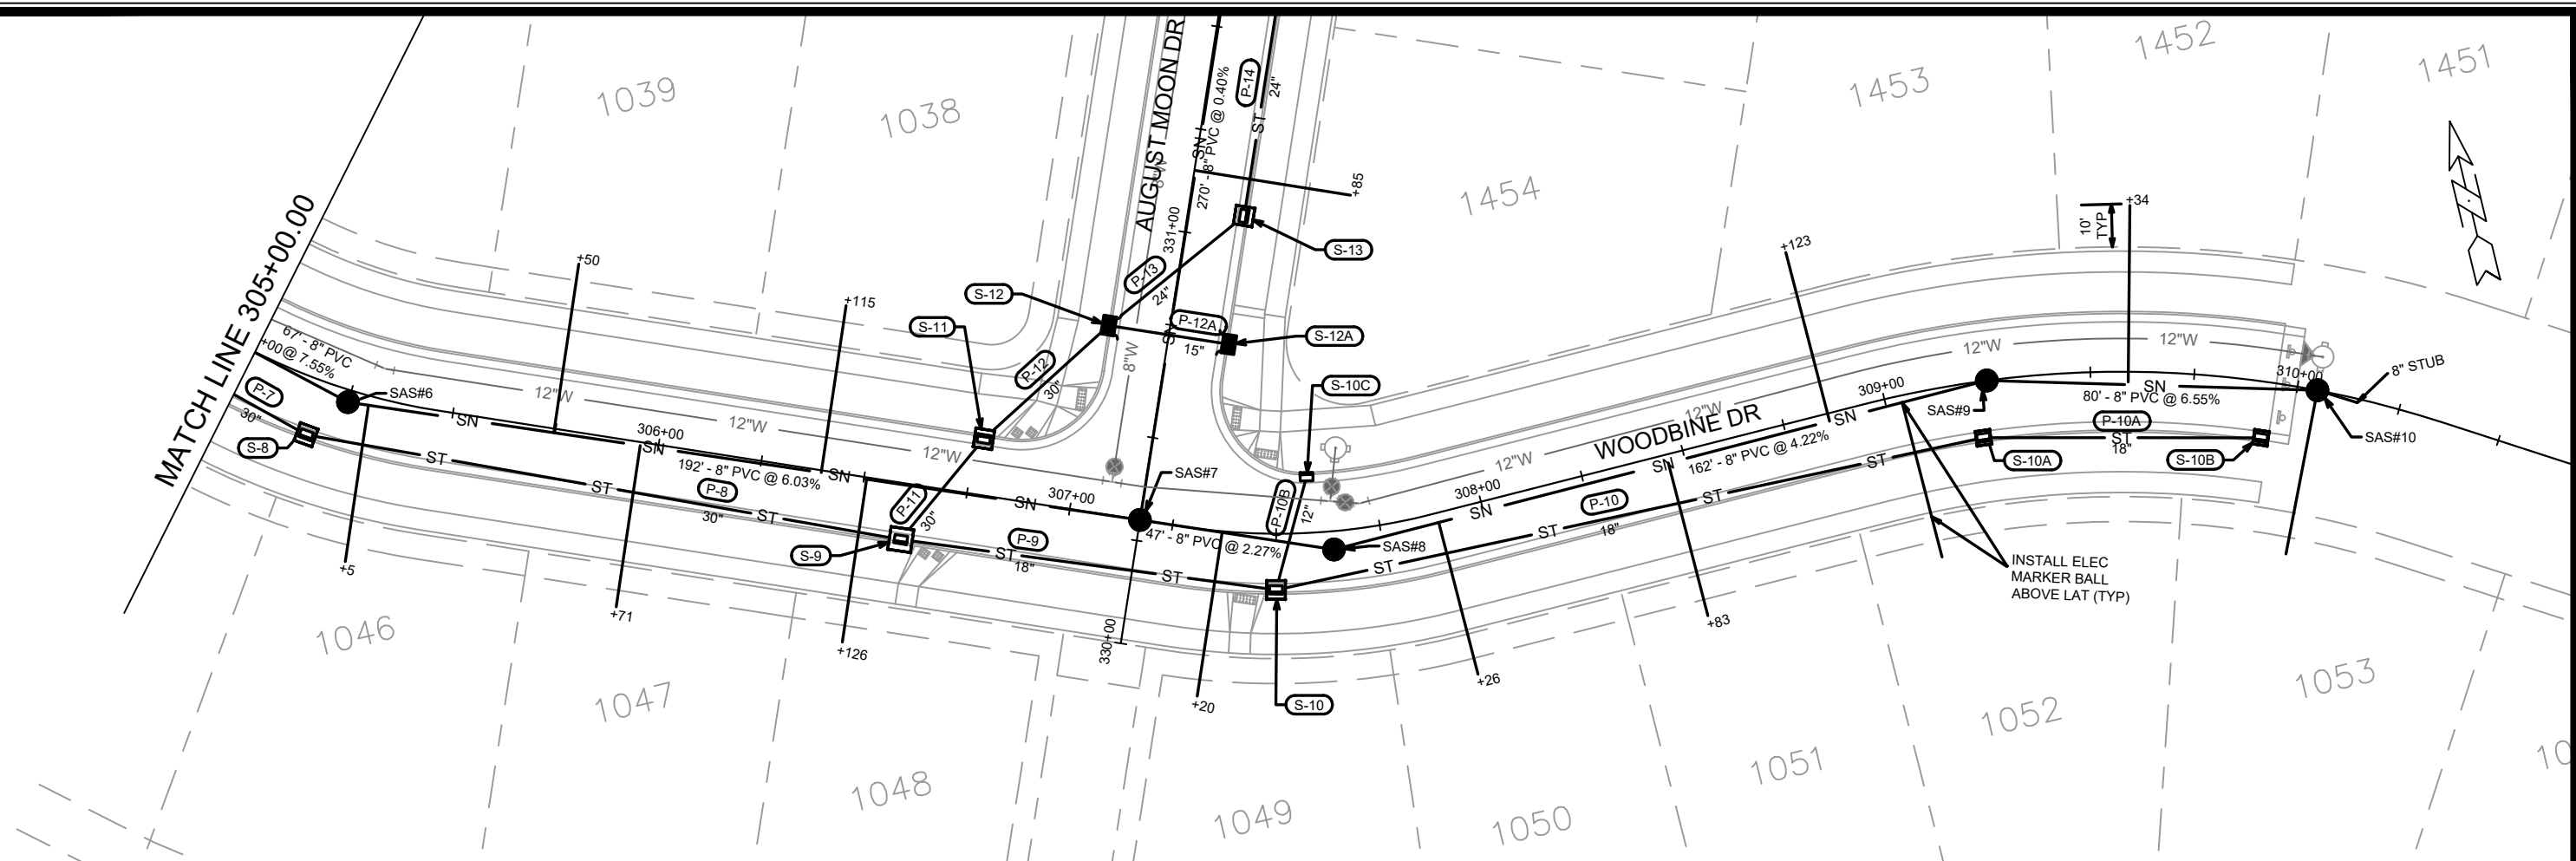 1039
1038
1452
1451
1453
1454
AUGUST MOON DR
8"W
SN
270' - 8" PVC @ 0.40%
P-14
24"
ST
+85
331+00
S-13
P-13
24"
S-12
S-11
P-12A
15"
S-12A
P-12
30"
SN
8"W
S-10C
+123
+34
10'
TYP
MATCH LINE 305+00.00
67' - 8" PVC
+00 @ 7.55%
P-7
30"
S-8
SAS#6
+50
+115
12"W
12"W
12"W
SN
306+00
SN
192' - 8" PVC @ 6.03%
SN
SN
307+00
SAS#7
ST
ST
P-8
30"
ST
P-11
30"
S-9
P-9
ST
18"
ST
47' - 8" PVC @ 2.27%
P-10B
12"
SAS#8
ST
12"W
WOODBINE DR
12"W
12"W
12"W
308+00
SN
SN
162' - 8" PVC @ 4.22%
SN
309+00
ST
P-10
18"
ST
ST
SAS#9
SN
80' - 8" PVC @ 6.55%
P-10A
ST
18"
S-10A
S-10B
310+00
8" STUB
SAS#10
INSTALL ELEC
MARKER BALL
ABOVE LAT (TYP)
+5
+71
+126
330+00
+20
S-10
+26
+83
1046
1047
1048
1049
1050
1051
1052
1053
10